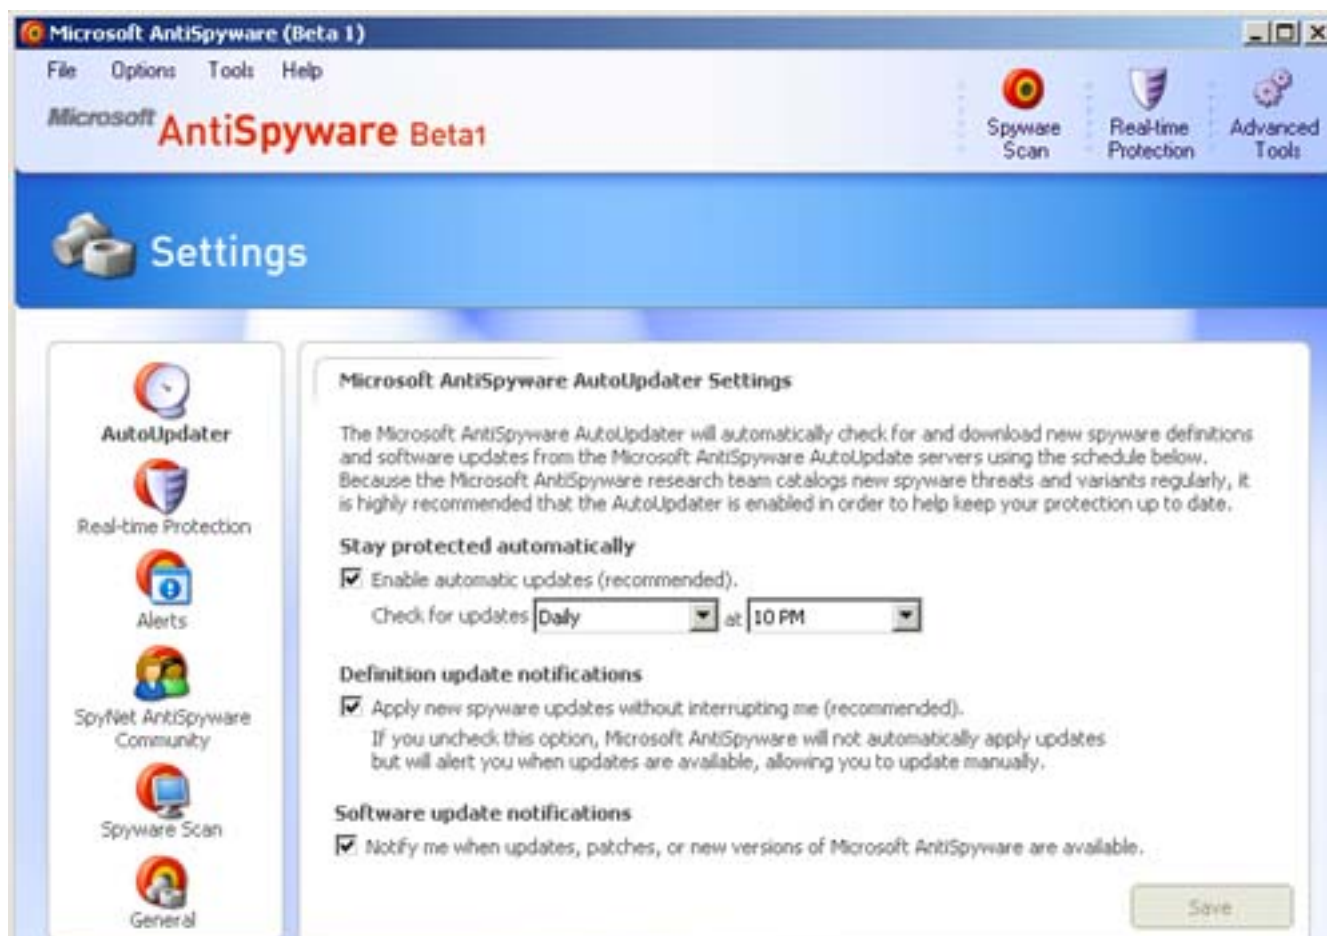 Microsoft AntiSpyware (Beta 1)
File Options Tools Help
Microsoft AntiSpyware Beta1
Spyware Scan
Real-time Protection
Advanced Tools
Settings
AutoUpdater
Real-time Protection
Alerts
SpyNet AntiSpyware
Community
Spyware Scan
General
Microsoft AntiSpyware AutoUpdater Settings
The Microsoft AntiSpyware AutoUpdater will automatically check for and download new spyware definitions
and software updates from the Microsoft AntiSpyware AutoUpdate servers using the schedule below.
Because the Microsoft AntiSpyware research team catalogs new spyware threats and variants regularly, it
is highly recommended that the AutoUpdater is enabled in order to help keep your protection up to date.
Stay protected automatically
Enable automatic updates (recommended).
Check for updates Daily at 10 PM
Definition update notifications
Apply new spyware updates without interrupting me (recommended).
If you uncheck this option, Microsoft AntiSpyware will not automatically apply updates
but will alert you when updates are available, allowing you to update manually.
Software update notifications
Notify me when updates, patches, or new versions of Microsoft AntiSpyware are available.
Save